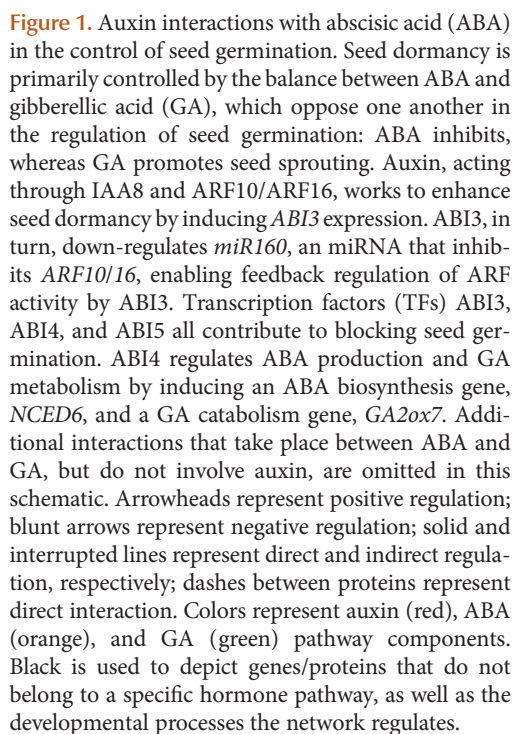 Figure 1. Auxin interactions with abscisic acid (ABA)
in the control of seed germination. Seed dormancy is
primarily controlled by the balance between ABA and
gibberellic acid (GA), which oppose one another in
the regulation of seed germination: ABA inhibits,
whereas GA promotes seed sprouting. Auxin, acting
through IAA8 and ARF10/ARF16, works to enhance
seed dormancy by inducing ABI3 expression. ABI3, in
turn, down-regulates miR160, an miRNA that inhib-
its ARF10/16, enabling feedback regulation of ARF
activity by ABI3. Transcription factors (TFs) ABI3,
ABI4, and ABI5 all contribute to blocking seed ger-
mination. ABI4 regulates ABA production and GA
metabolism by inducing an ABA biosynthesis gene,
NCED6, and a GA catabolism gene, GA2ox7. Addi-
tional interactions that take place between ABA and
GA, but do not involve auxin, are omitted in this
schematic. Arrowheads represent positive regulation;
blunt arrows represent negative regulation; solid and
interrupted lines represent direct and indirect regula-
tion, respectively; dashes between proteins represent
direct interaction. Colors represent auxin (red), ABA
(orange), and GA (green) pathway components.
Black is used to depict genes/proteins that do not
belong to a specific hormone pathway, as well as the
developmental processes the network regulates.